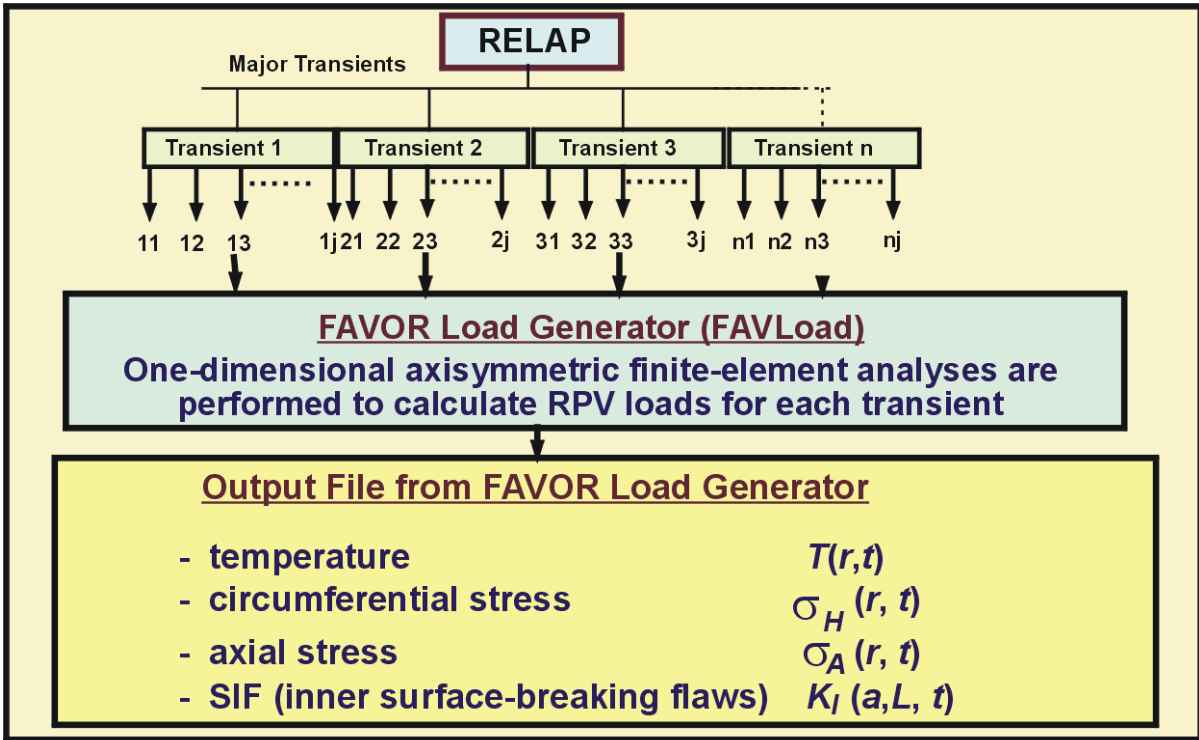 RELAP
Major Transients
Transient 1 Transient 2 Transient 3 Transient n
11 12 13 1j 21 22 23 2j 31 32 33 3j n1 n2 n3 nj
FAVOR Load Generator (FAVLoad)
One-dimensional axisymmetric finite-element analyses are
performed to calculate RPV loads for each transient
Output File from FAVOR Load Generator
- temperature T(r,t)
- circumferential stress σH (r, t)
- axial stress σA (r, t)
- SIF (inner surface-breaking flaws) KI (a,L, t)